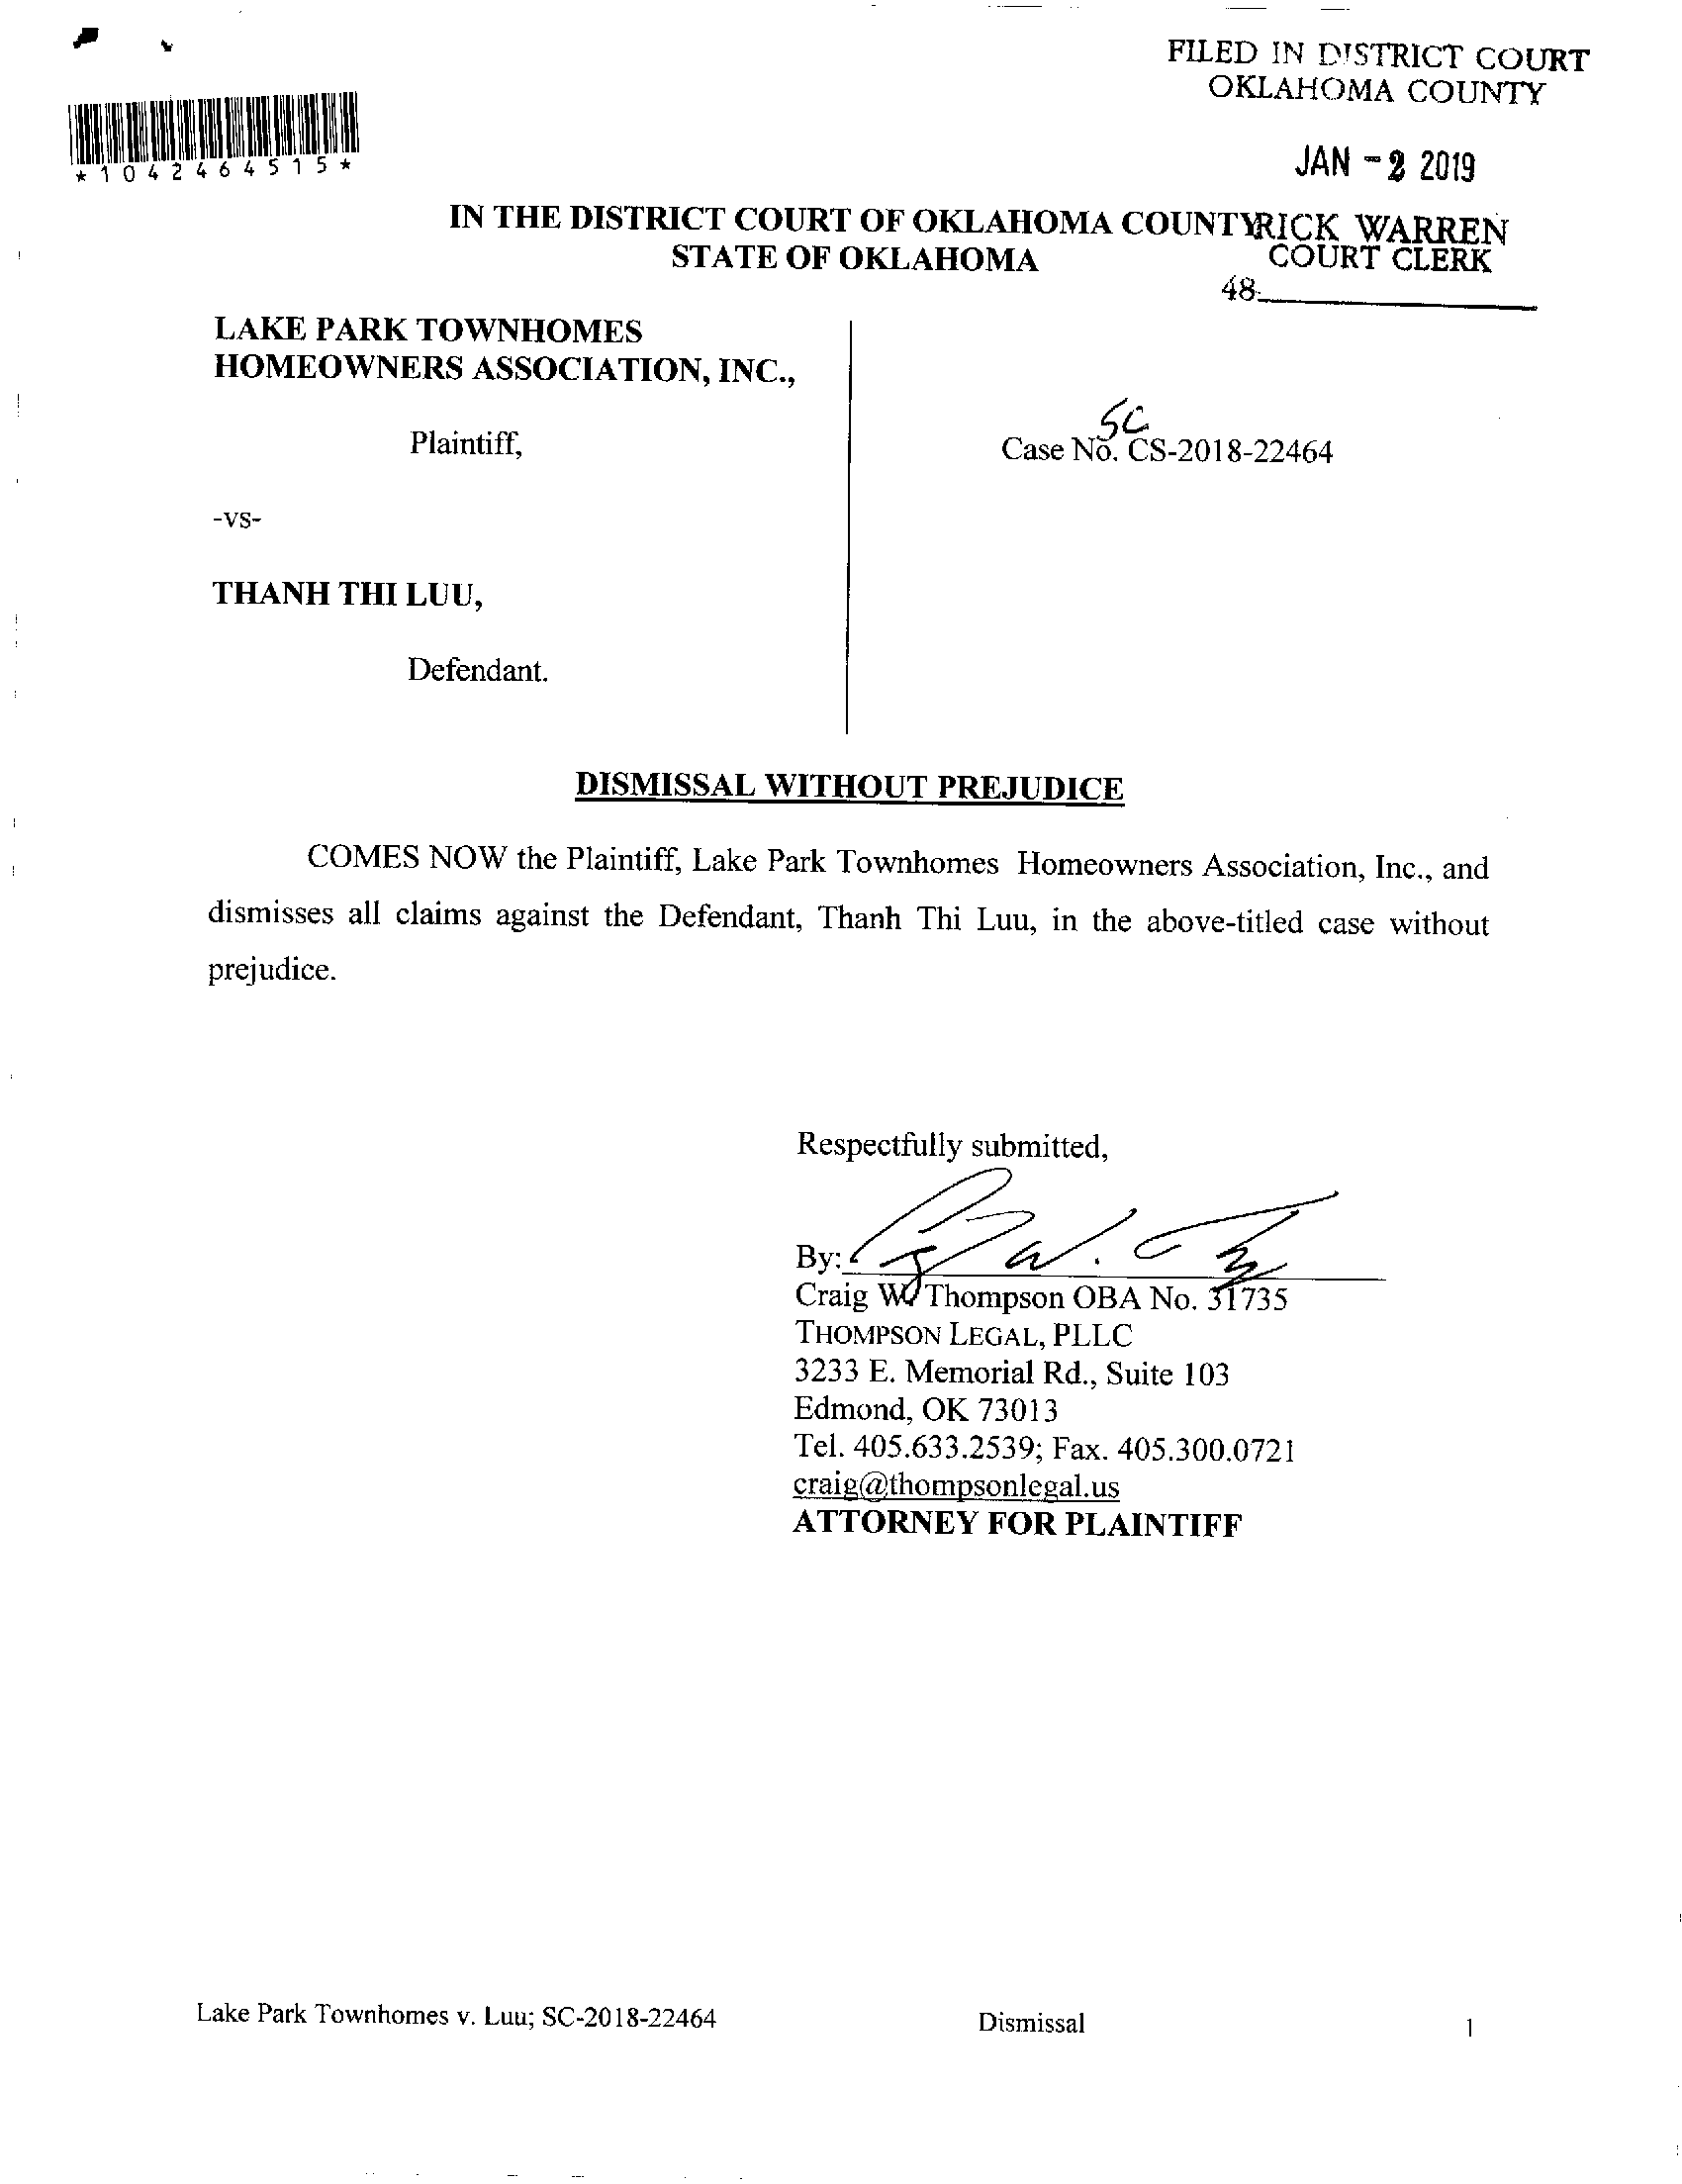 FILED IN DISTRICT COURT
OKLAHOMA COUNTY
JAN -2 2019
*1042464515*
IN THE DISTRICT COURT OF OKLAHOMA COUNTY
RICK WARREN
STATE OF OKLAHOMA
COURT CLERK
48
LAKE PARK TOWNHOMES
HOMEOWNERS ASSOCIATION, INC.,
SC
Plaintiff,
Case No. CS-2018-22464
-vs-
THANH THI LUU,
Defendant.
DISMISSAL WITHOUT PREJUDICE
COMES NOW the Plaintiff, Lake Park Townhomes Homeowners Association, Inc., and
dismisses all claims against the Defendant, Thanh Thi Luu, in the above-titled case without
prejudice.
Respectfully submitted,
By:
Craig W. Thompson OBA No. 31735
THOMPSON LEGAL, PLLC
3233 E. Memorial Rd., Suite 103
Edmond, OK 73013
Tel. 405.633.2539; Fax. 405.300.0721
craig@thompsonlegal.us
ATTORNEY FOR PLAINTIFF
Lake Park Townhomes v. Luu; SC-2018-22464
Dismissal
1